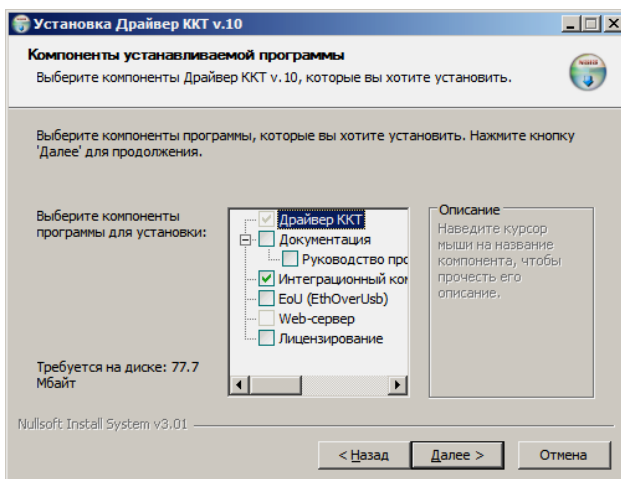 Установка Драйвер ККТ v.10
Компоненты устанавливаемой программы
Выберите компоненты Драйвер ККТ v.10, которые вы хотите установить.
Выберите компоненты программы, которые вы хотите установить. Нажмите кнопку
'Далее' для продолжения.
Выберите компоненты
программы для установки:
Драйвер ККТ
Документация
Руководство про
Интеграционный ком
EoU (EthOverUsb)
Web-сервер
Лицензирование
Описание
Наведите курсор
мыши на название
компонента, чтобы
прочесть его
описание.
Требуется на диске: 77.7
Мбайт
Nullsoft Install System v3.01
< Назад
Далее >
Отмена